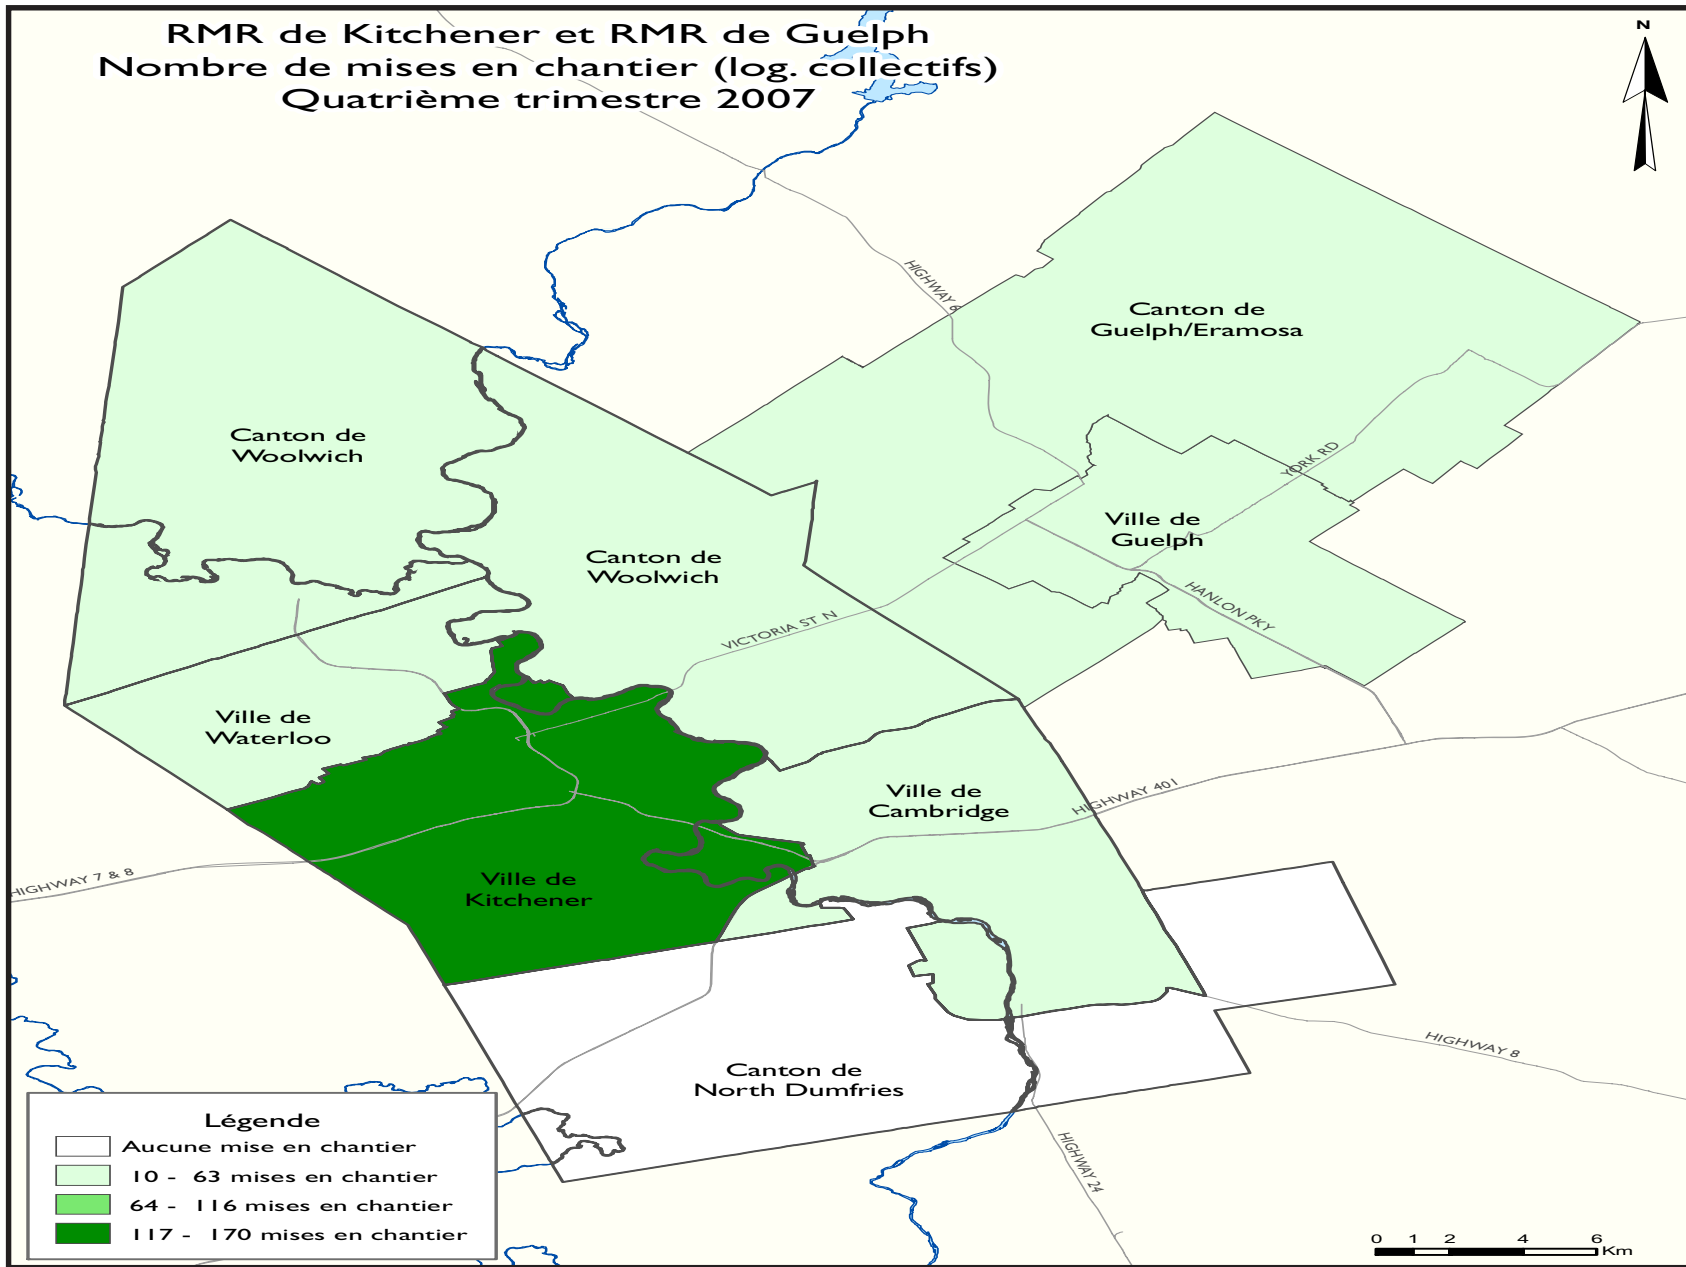 RMR de Kitchener et RMR de Guelph
Nombre de mises en chantier (log. collectifs)
Quatrième trimestre 2007
N
HIGHWAY 6
Canton de
Guelph/Eramosa
Canton de
Woolwich
YORK RD
Ville de
Guelph
Canton de
Woolwich
HANLON PKY
VICTORIA ST N
Ville de
Waterloo
Ville de
Cambridge
HIGHWAY 401
HIGHWAY 7 & 8
Ville de
Kitchener
HIGHWAY 8
Canton de
North Dumfries
HIGHWAY 24
Légende
Aucune mise en chantier
10 - 63 mises en chantier
64 - 116 mises en chantier
117 - 170 mises en chantier
0 1 2 4 6
Km